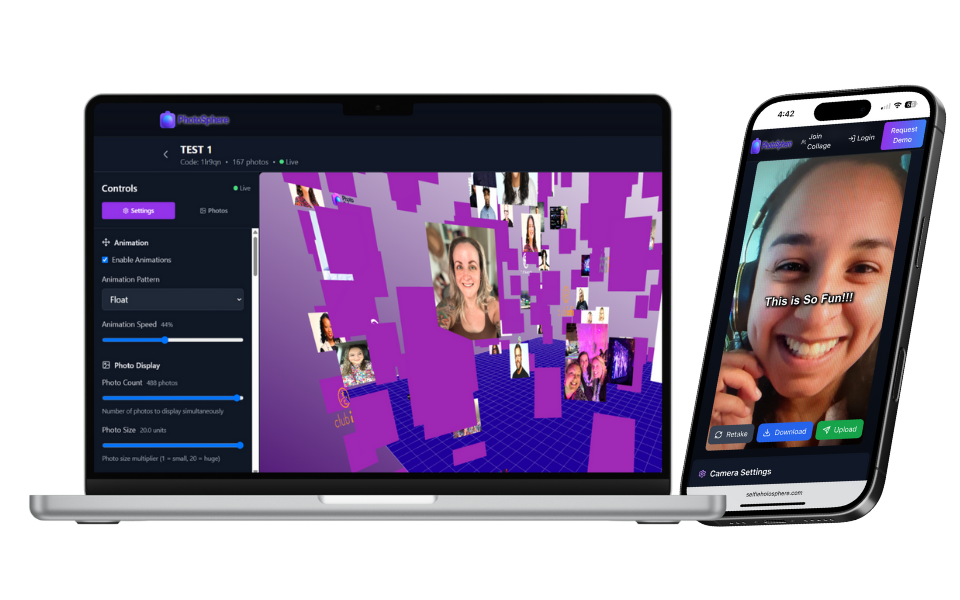 PhotoSphere
TEST 1
Code: 1lr9qn • 167 photos • Live
Controls
Live
Settings
Photos
Animation
Enable Animations
Animation Pattern
Float
Animation Speed 44%
Photo Display
Photo Count 488 photos
Number of photos to display simultaneously
Photo Size 20.0 units
Photo size multiplier (1 = small, 20 = huge)
club i
4:42
PhotoSphere
Join
Collage
Login
Request
Demo
This is So Fun!!!
Retake
Download
Upload
Camera Settings
selfieholosphere.com